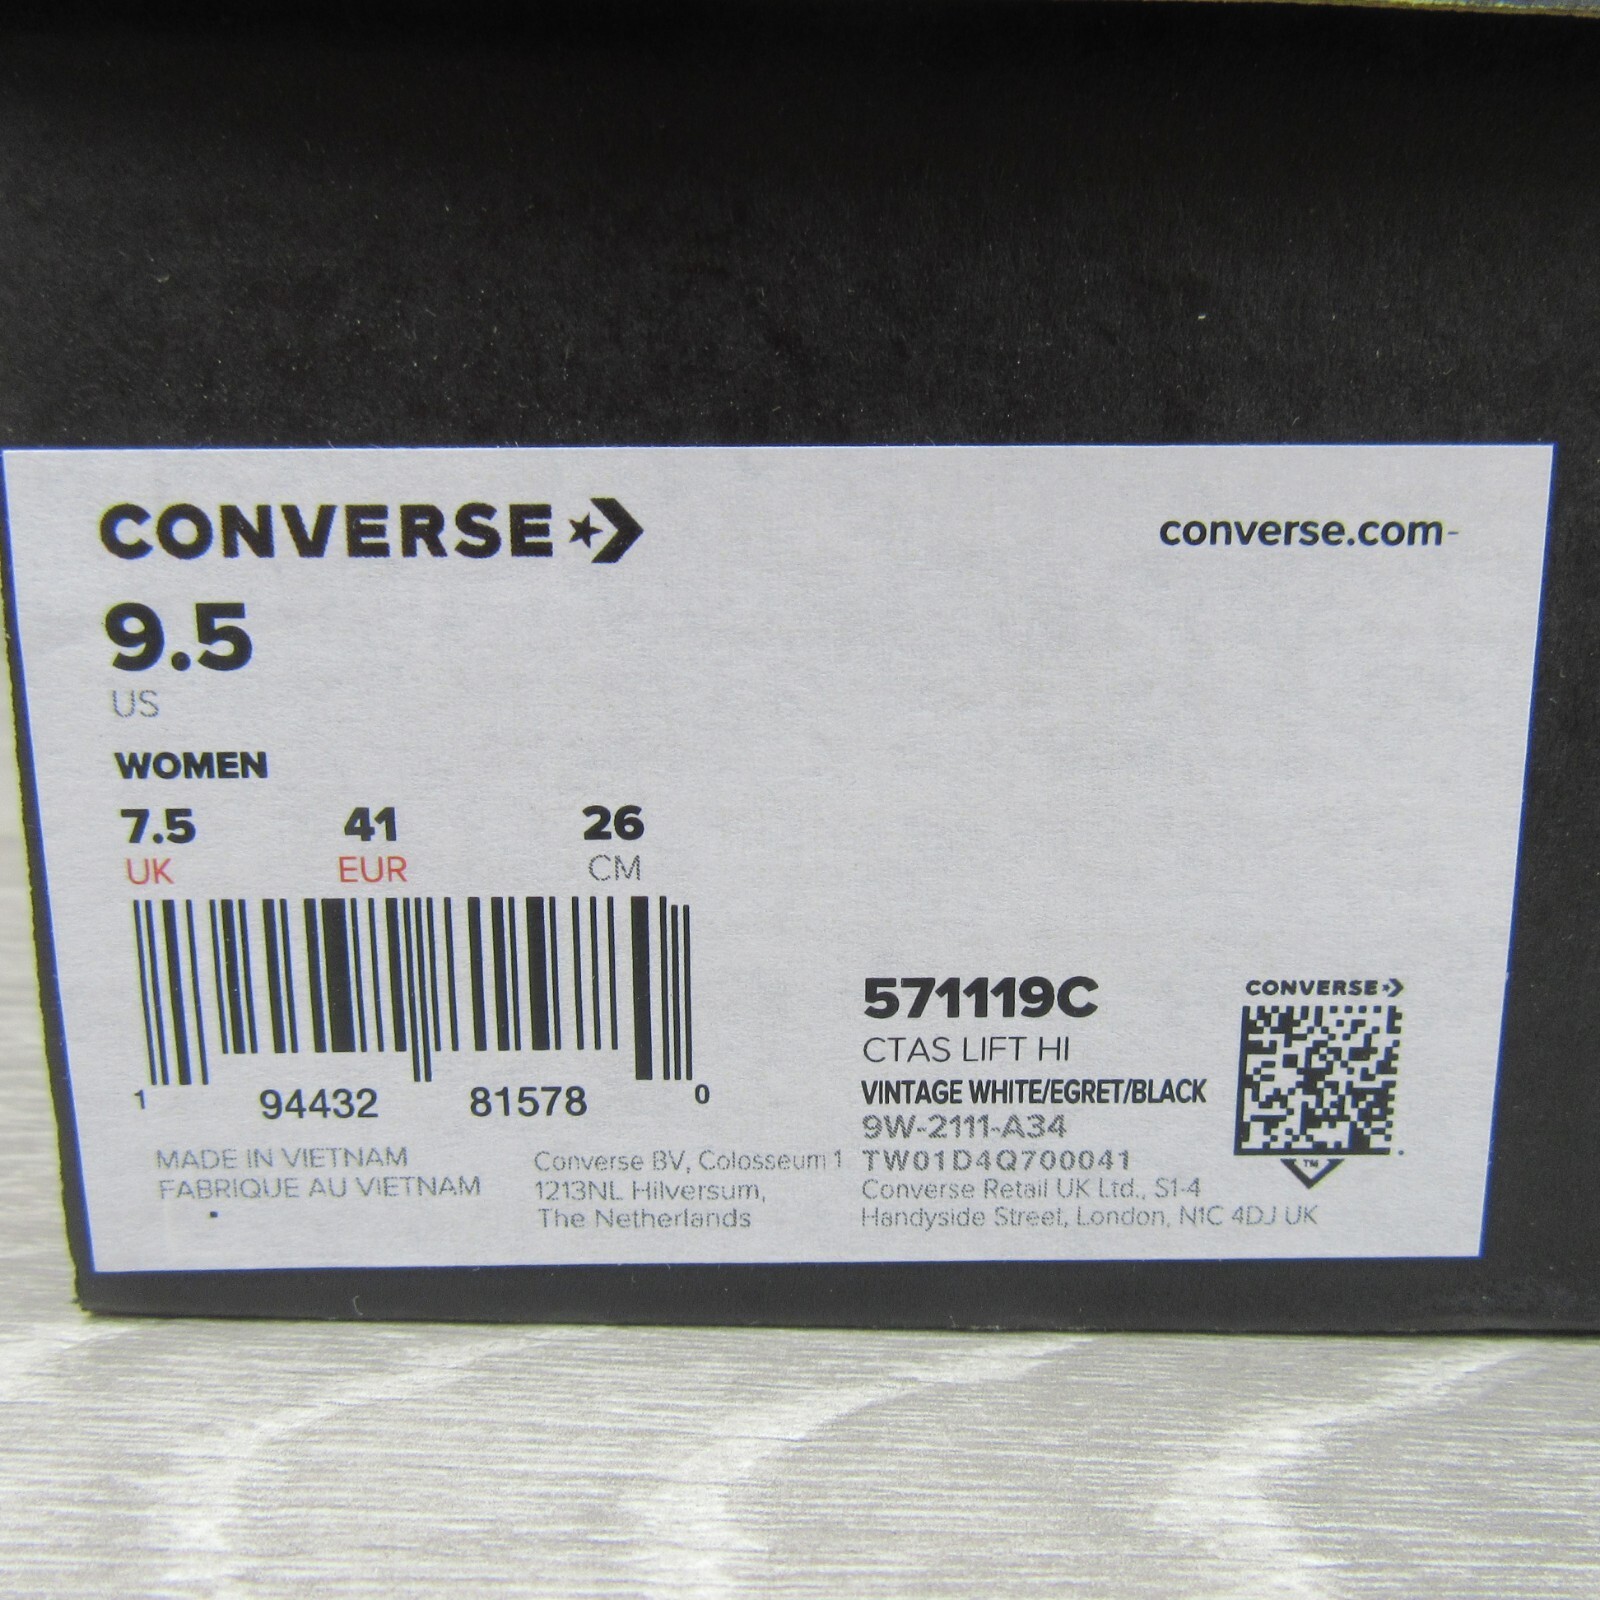 CONVERSE
converse.com-
9.5
US
WOMEN
7.5 41 26
UK EUR CM
1 94432 81578 0
MADE IN VIETNAM
FABRIQUE AU VIETNAM
Converse BV, Colosseum 1
1213NL Hilversum,
The Netherlands
571119C
CTAS LIFT HI
VINTAGE WHITE/EGRET/BLACK
9W-2111-A34
TW01D4Q700041
Converse Retail UK Ltd., S1-4
Handyside Street, London, N1C 4DJ UK
CONVERSE
TM